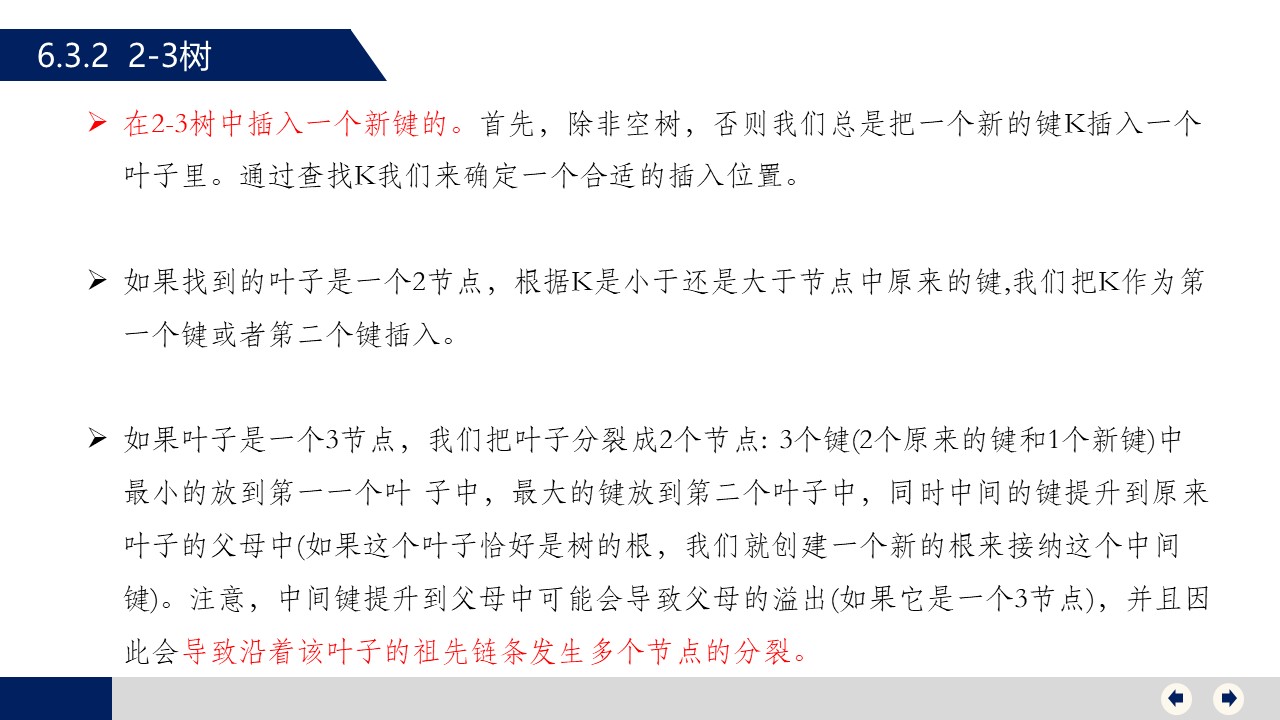 6.3.2 2-3树
在2-3树中插入一个新键的。首先，除非空树，否则我们总是把一个新的键K插入一个
叶子里。通过查找K我们来确定一个合适的插入位置。
如果找到的叶子是一个2节点，根据K是小于还是大于节点中原来的键,我们把K作为第
一个键或者第二个键插入。
如果叶子是一个3节点，我们把叶子分裂成2个节点: 3个键(2个原来的键和1个新键)中
最小的放到第一一个叶 子中，最大的键放到第二个叶子中，同时中间的键提升到原来
叶子的父母中(如果这个叶子恰好是树的根，我们就创建一个新的根来接纳这个中间
键)。注意，中间键提升到父母中可能会导致父母的溢出(如果它是一个3节点)，并且因
此会导致沿着该叶子的祖先链条发生多个节点的分裂。